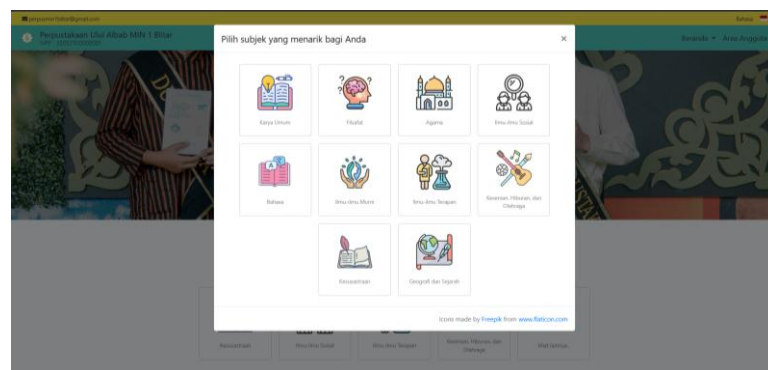 Bahasa
Perpustakaan Ulul Albab MIN 1 Blitar
Beranda Area Anggota
Pilih subjek yang menarik bagi Anda ×
Karya Umum
Filsafat
Agama
Ilmu-ilmu Sosial
Bahasa
Ilmu-ilmu Murni
Ilmu-ilmu Terapan
Kesenian, Hiburan, dan
Olahraga
Kesusastraan
Geografi dan Sejarah
Icons made by Freepik from www.flaticon.com
Kesusastraan
Ilmu-ilmu Sosial
Ilmu-ilmu Terapan
Kesenian, Hiburan, dan
Olahraga
lihat lainnya..